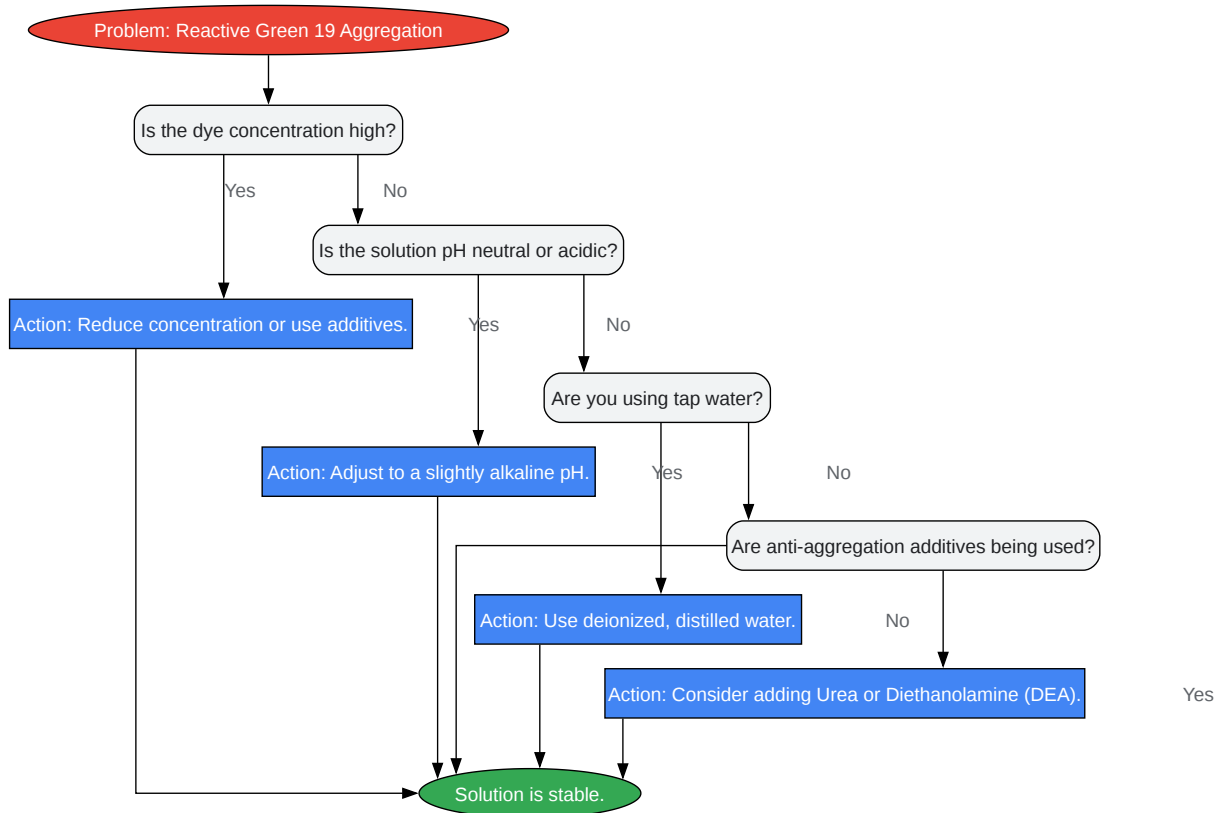 Problem: Reactive Green 19 Aggregation
Is the dye concentration high?
Yes
No
Is the solution pH neutral or acidic?
Action: Reduce concentration or use additives.
Yes
No
Are you using tap water?
Action: Adjust to a slightly alkaline pH.
Yes
No
Are anti-aggregation additives being used?
Action: Use deionized, distilled water.
No
Action: Consider adding Urea or Diethanolamine (DEA).
Yes
Solution is stable.